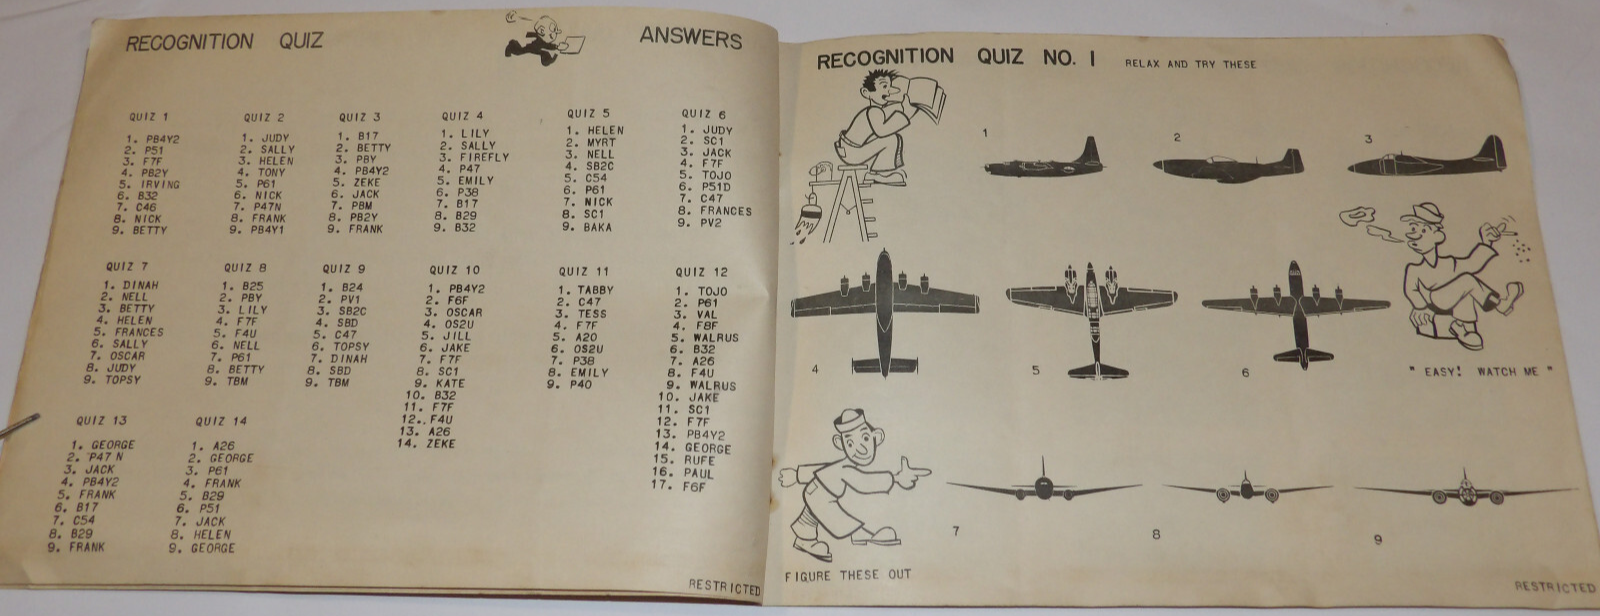 RECOGNITION QUIZ ANSWERS
QUIZ 1
1. PB4Y2
2. P51
3. F7F
4. PB2Y
5. IRVING
6. B32
7. C46
8. NICK
9. BETTY
QUIZ 2
1. JUDY
2. SALLY
3. HELEN
4. TONY
5. P61
6. NICK
7. P47N
8. FRANK
9. PB4Y1
QUIZ 3
1. B17
2. BETTY
3. PBY
4. PB4Y2
5. ZEKE
6. JACK
7. PBM
8. PB2Y
9. FRANK
QUIZ 4
1. LILY
2. SALLY
3. FIREFLY
4. P47
5. EMILY
6. P38
7. B17
8. B29
9. B32
QUIZ 5
1. HELEN
2. MYRT
3. NELL
4. SB2C
5. C54
6. P61
7. NICK
8. SC1
9. BAKA
QUIZ 6
1. JUDY
2. SC1
3. JACK
4. F7F
5. TOJO
6. P51D
7. C47
8. FRANCES
9. PV2
QUIZ 7
1. DINAH
2. NELL
3. BETTY
4. HELEN
5. FRANCES
6. SALLY
7. OSCAR
8. JUDY
9. TOPSY
QUIZ 8
1. B25
2. PBY
3. LILY
4. F7F
5. F4U
6. NELL
7. P61
8. BETTY
9. TBM
QUIZ 9
1. B24
2. PV1
3. SB2C
4. SBD
5. C47
6. TOPSY
7. DINAH
8. SBD
9. TBM
QUIZ 10
1. PB4Y2
2. F6F
3. OSCAR
4. OS2U
5. JILL
6. JAKE
7. F7F
8. SC1
9. KATE
10. B32
11. F7F
12. F4U
13. A26
14. ZEKE
QUIZ 11
1. TABBY
2. C47
3. TESS
4. F7F
5. A20
6. OS2U
7. P38
8. EMILY
9. P40
QUIZ 12
1. TOJO
2. P61
3. VAL
4. F8F
5. WALRUS
6. B32
7. A26
8. F4U
9. WALRUS
10. JAKE
11. SC1
12. F7F
13. PB4Y2
14. GEORGE
15. RUFE
16. PAUL
17. F6F
QUIZ 13
1. GEORGE
2. P47 N
3. JACK
4. PB4Y2
5. FRANK
6. B17
7. C54
8. B29
9. FRANK
QUIZ 14
1. A26
2. GEORGE
3. P61
4. FRANK
5. B29
6. P51
7. JACK
8. HELEN
9. GEORGE
RESTRICTED
RECOGNITION QUIZ NO. 1 RELAX AND TRY THESE
1 2 3
4 5 6
" EASY! WATCH ME "
7 8 9
FIGURE THESE OUT
RESTRICTED